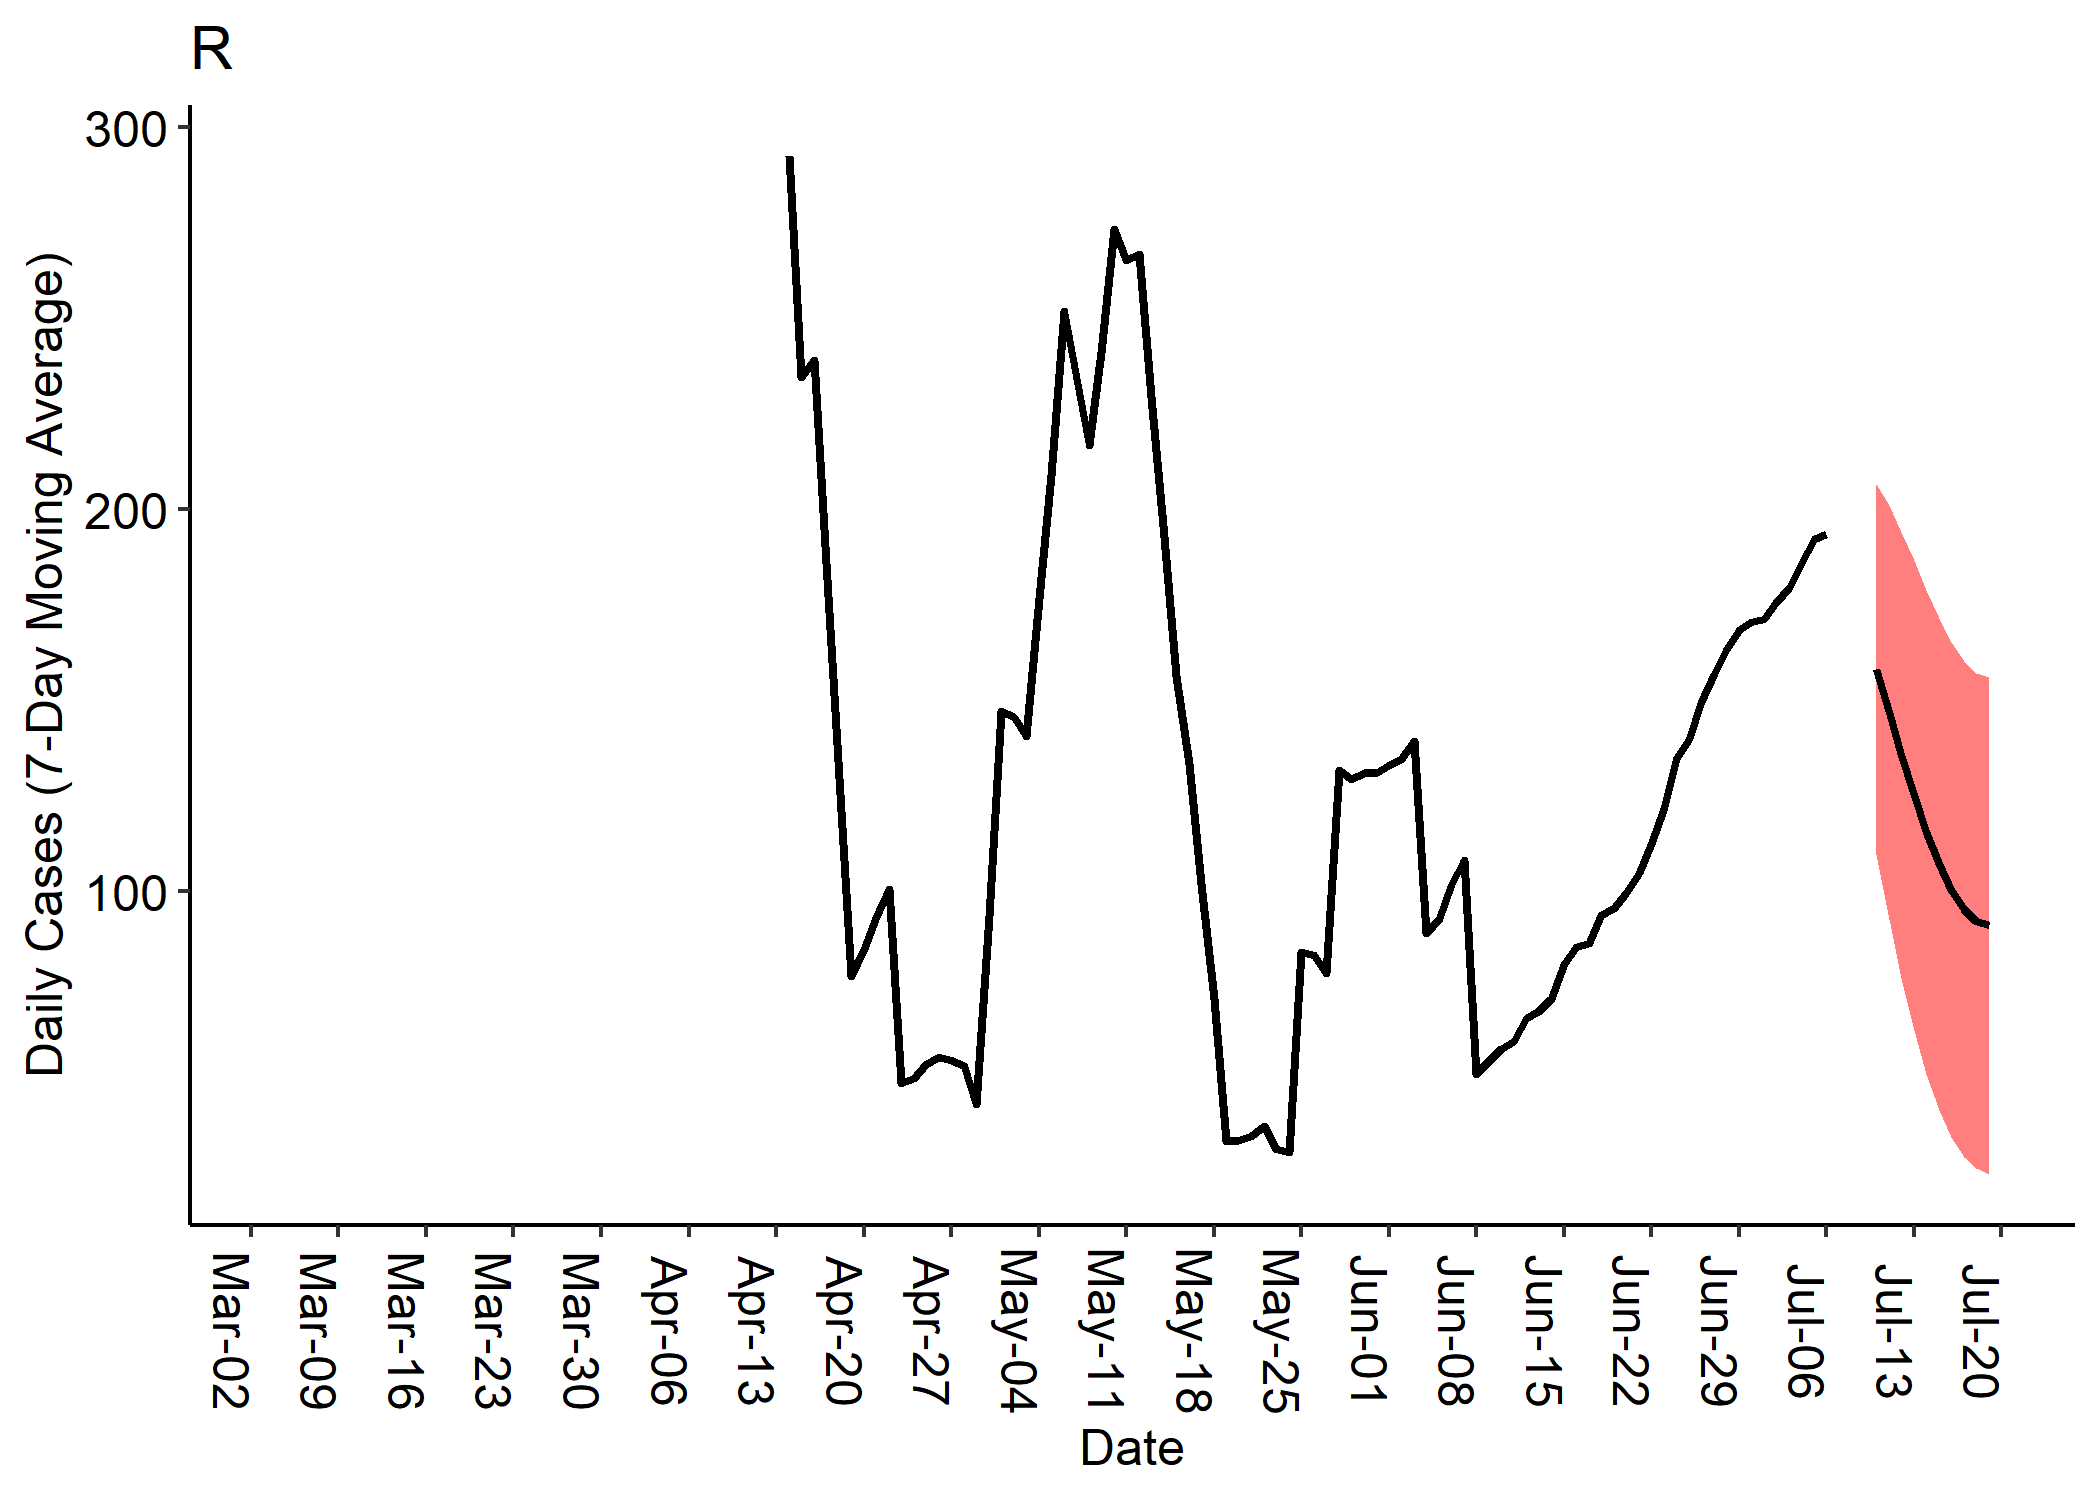 R
Daily Cases (7-Day Moving Average)
300
200
100
Mar-02
Mar-09
Mar-16
Mar-23
Mar-30
Apr-06
Apr-13
Apr-20
Apr-27
May-04
May-11
May-18
May-25
Jun-01
Jun-08
Jun-15
Jun-22
Jun-29
Jul-06
Jul-13
Jul-20
Date